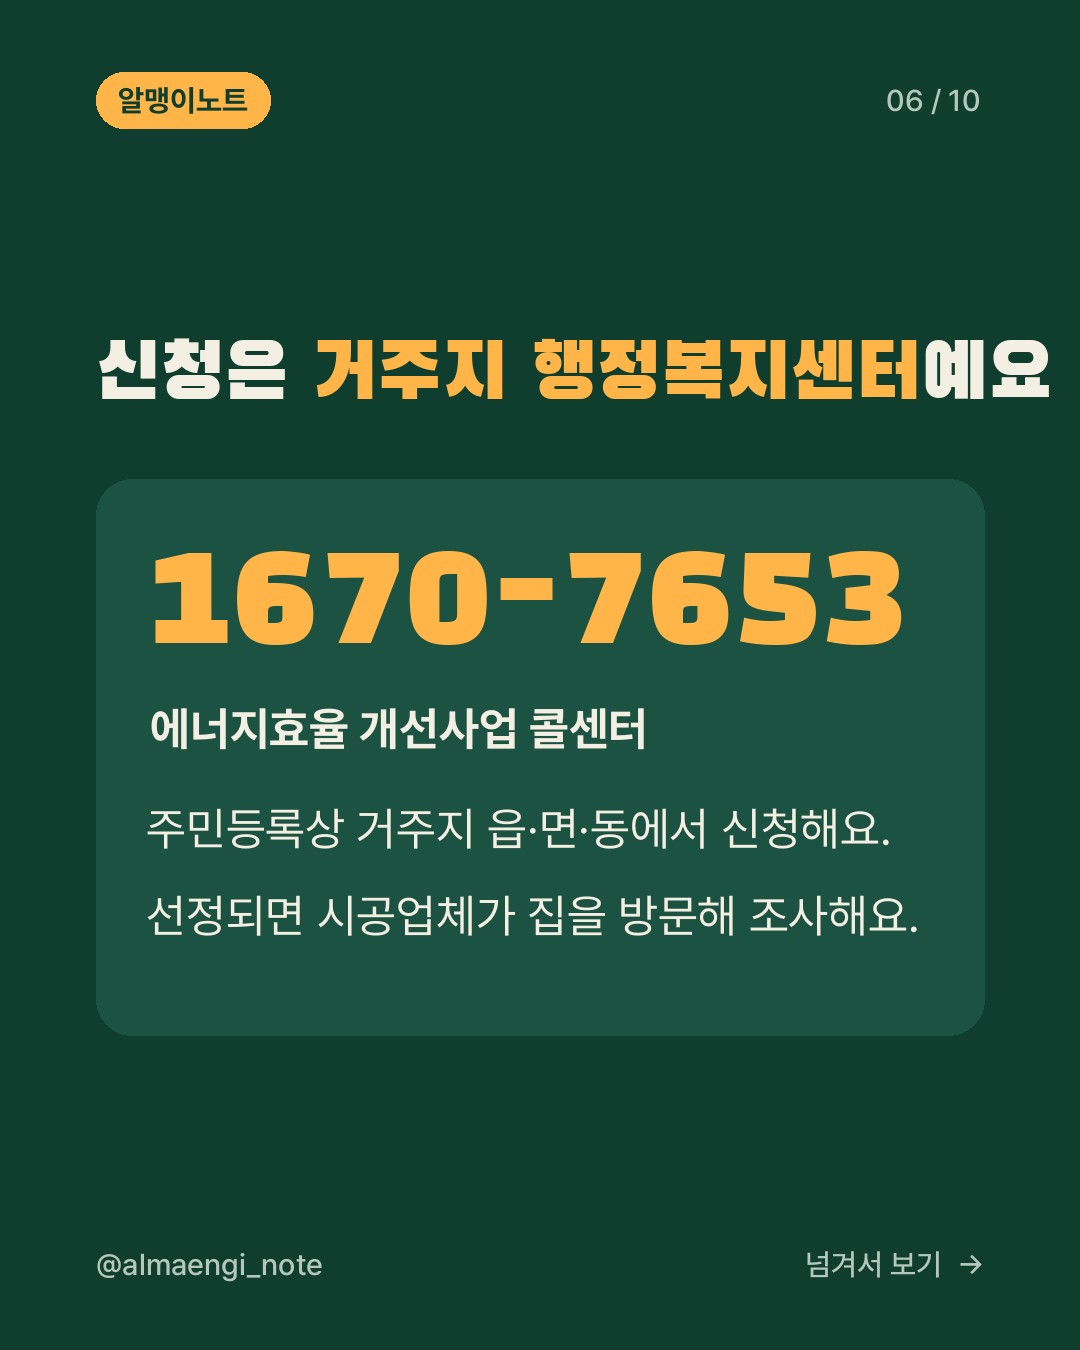 알맹이노트
06 / 10
신청은 거주지 행정복지센터예요
1670-7653
에너지효율 개선사업 콜센터
주민등록상 거주지 읍·면·동에서 신청해요.
선정되면 시공업체가 집을 방문해 조사해요.
@almaengi_note
넘겨서 보기 →